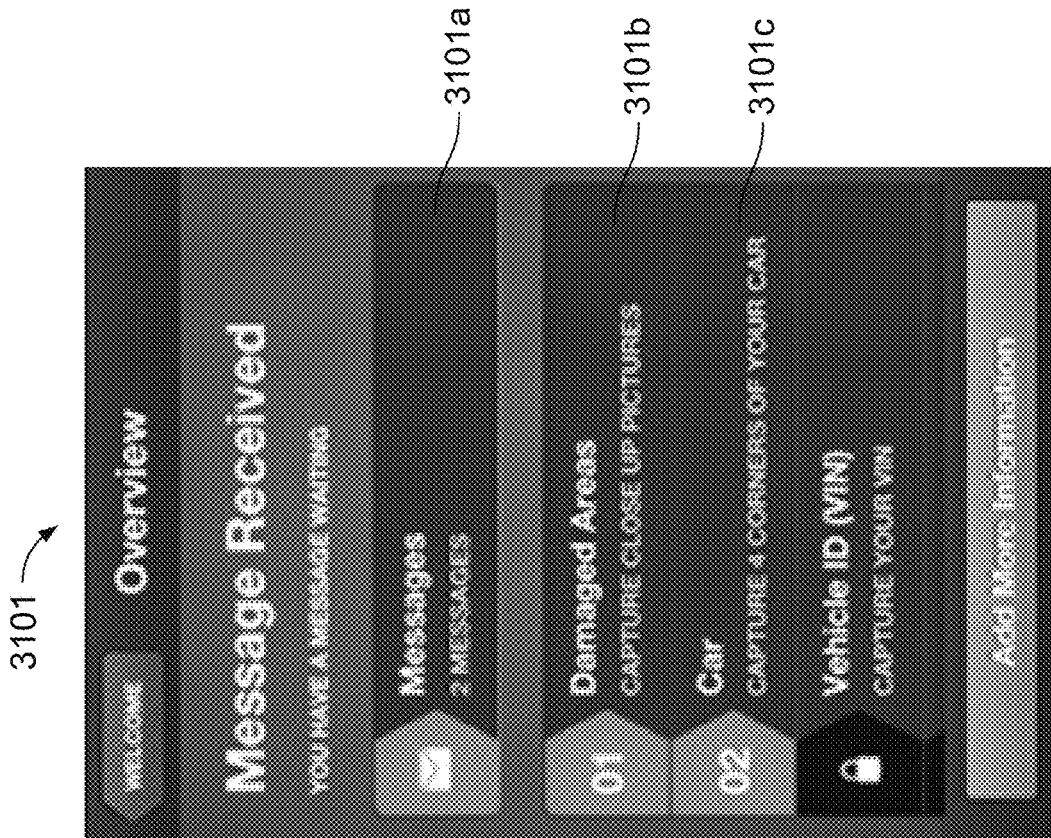 3101
WELCOME
Overview
Message Received
YOU HAVE A MESSAGE WAITING
Messages
2 MESSAGES
3101a
01
Damaged Areas
CAPTURE CLOSE UP PICTURES
3101b
02
Car
CAPTURE 4 CORNERS OF YOUR CAR
3101c
Vehicle ID (VIN)
CAPTURE YOUR VIN
Add More Information